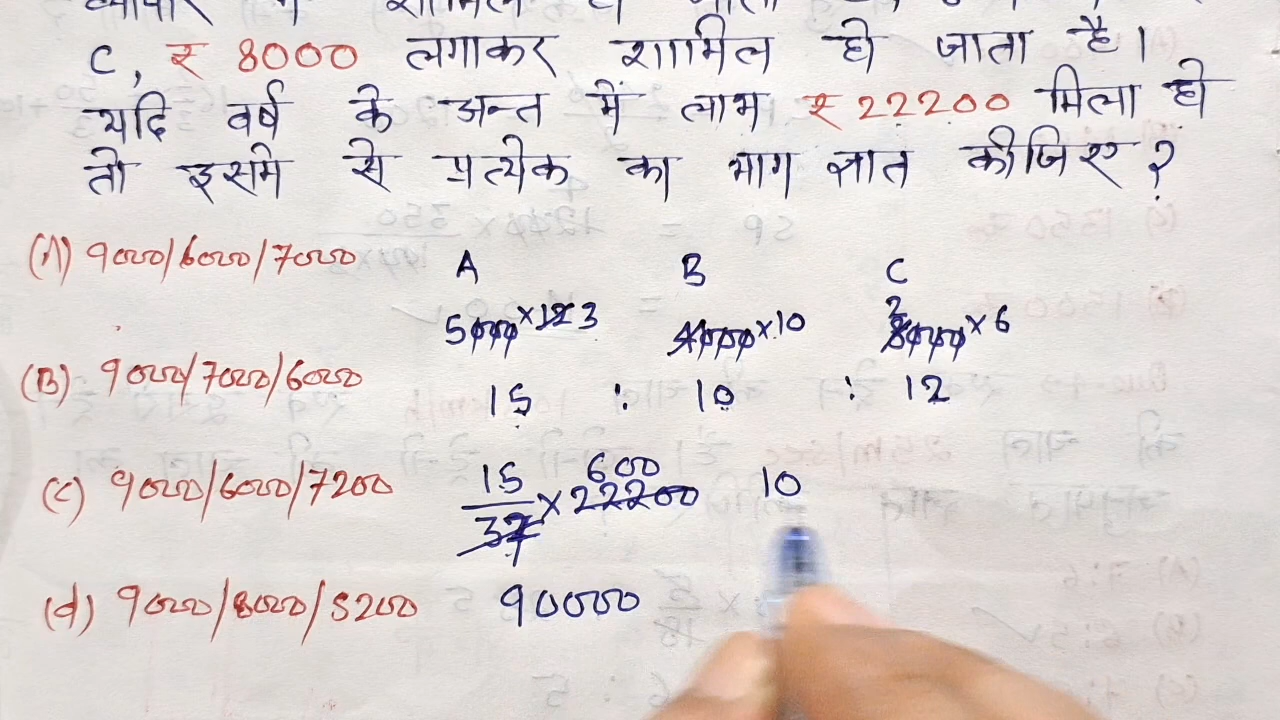 C, ₹ 8000 लगाकर शामिल हो जाता है।
यदि वर्ष के अन्त में लाभ ₹ 22200 मिला हो
तो इसमे से प्रत्येक का भाग ज्ञात कीजिए ?
(A) 9000/6000/7000
A B C
5000×12 3 4000×10 8000×6 2
(B) 9000/7000/6000
15 : 10 : 12
(C) 9000/6000/7200
15/37 × 22200 600 10
(d) 9000/8000/5200
90000